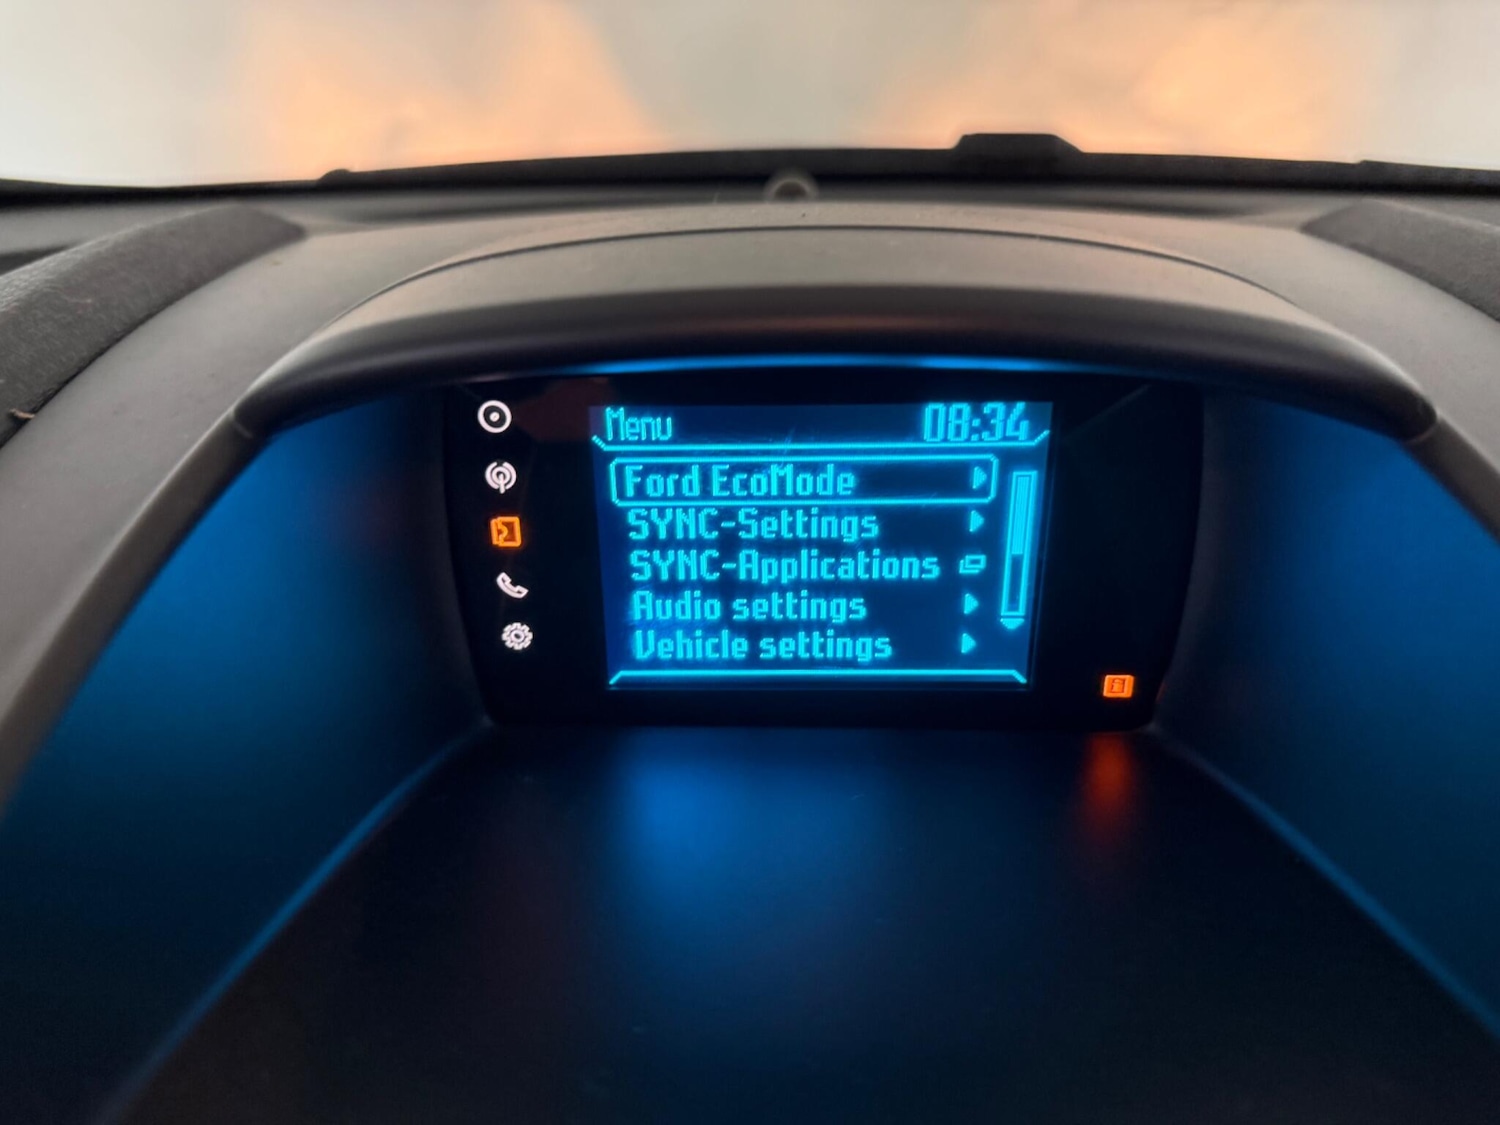 Menu 08:34
Ford EcoMode
SYNC-Settings
SYNC-Applications
Audio settings
Vehicle settings
i